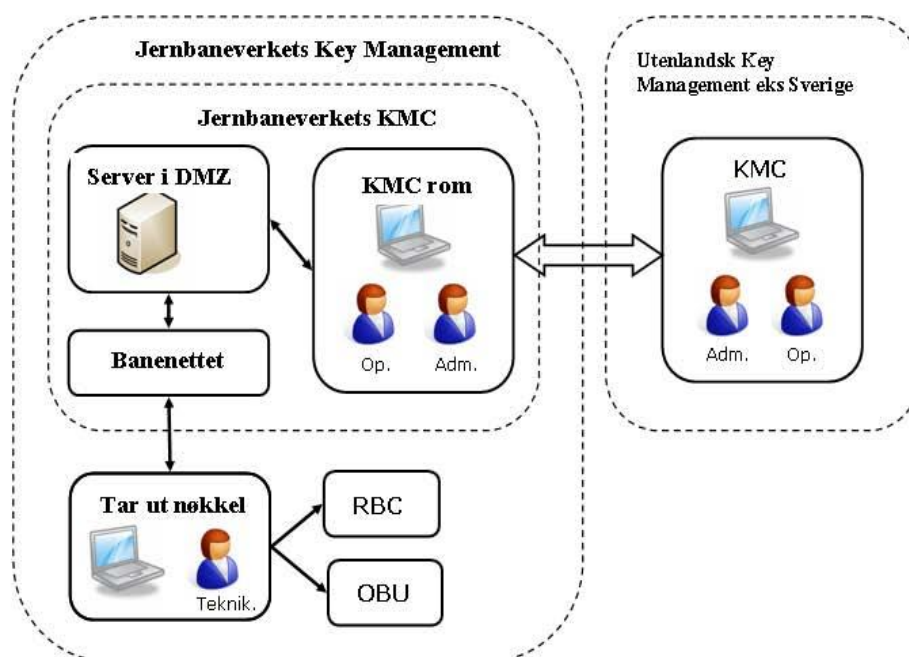 Jernbaneverkets Key Management
Jernbaneverkets KMC
Server i DMZ
KMC rom
Op.
Adm.
Banenettet
Tar ut nøkkel
Teknik.
RBC
OBU
Utenlandsk Key
Management eks Sverige
KMC
Adm.
Op.